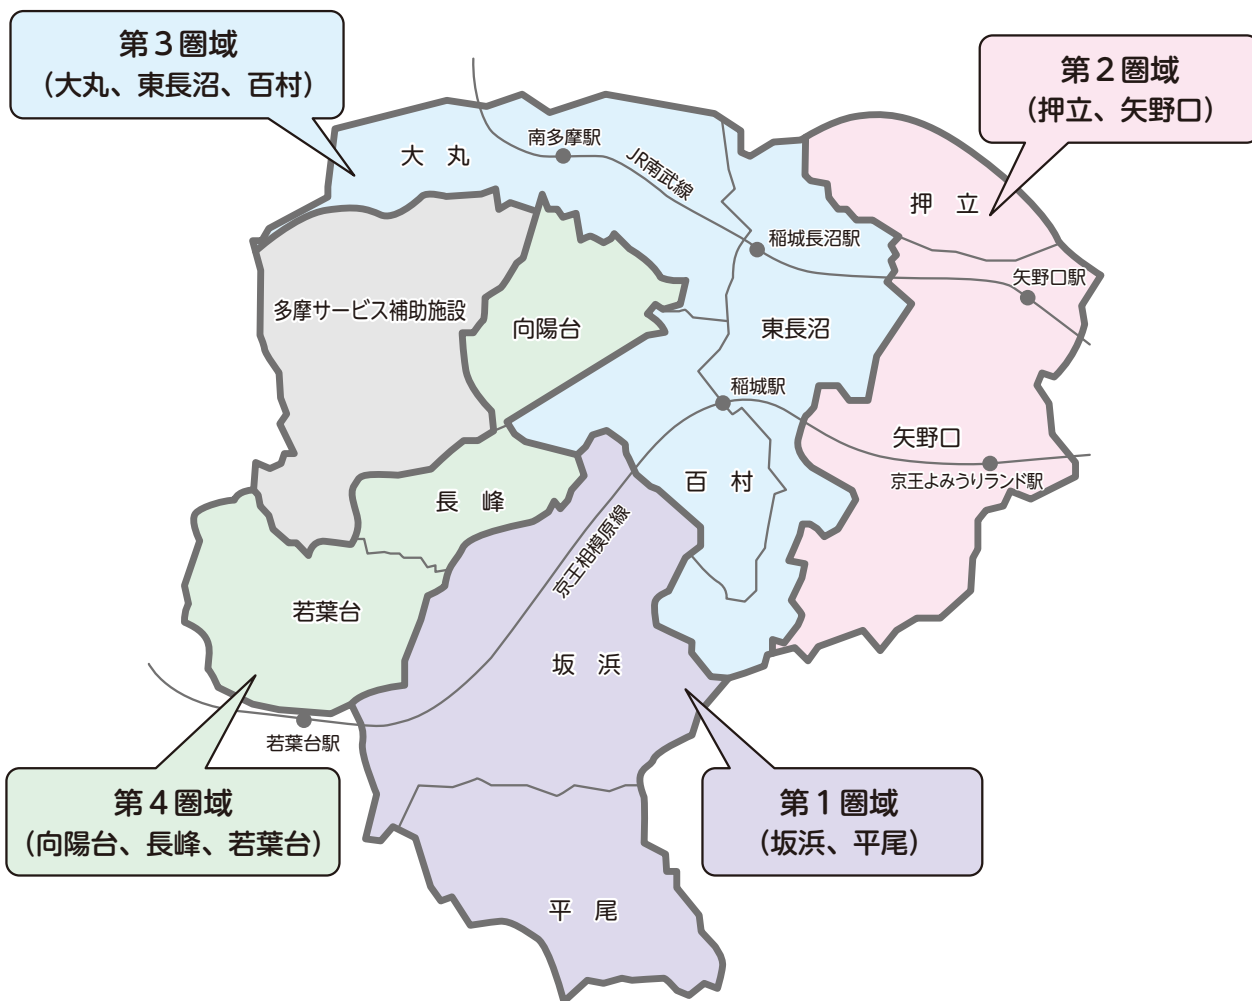 第３圏域
（大丸、東長沼、百村）
第２圏域
（押立、矢野口）
南多摩駅
大　丸
JR南武線
押　立
稲城長沼駅
矢野口駅
多摩サービス補助施設
向陽台
東長沼
稲城駅
矢野口
京王よみうりランド駅
百　村
長　峰
京王相模原線
若葉台
坂　浜
若葉台駅
第４圏域
（向陽台、長峰、若葉台）
第１圏域
（坂浜、平尾）
平　尾